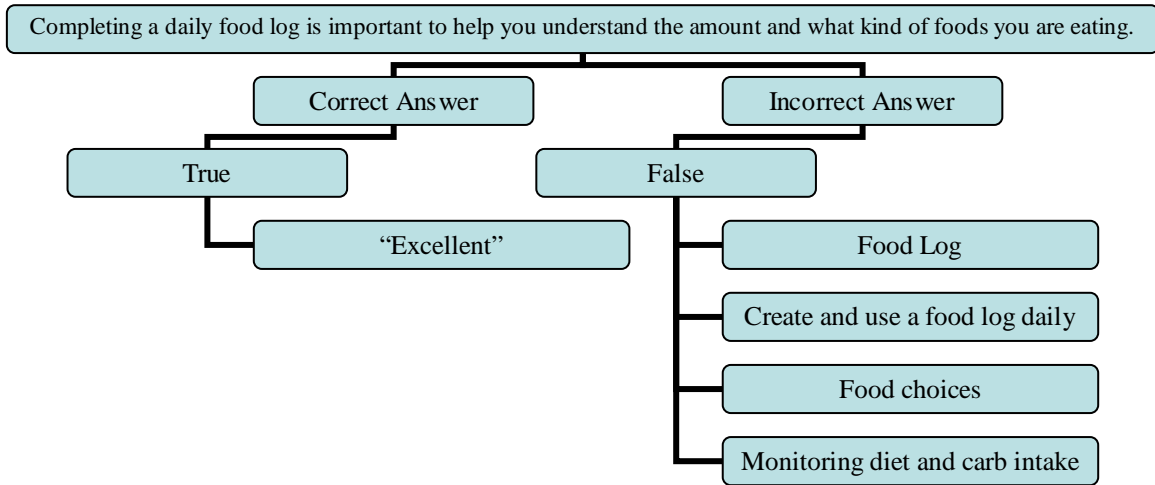 Completing a daily food log is important to help you understand the amount and what kind of foods you are eating.
Correct Answer
Incorrect Answer
True
False
“Excellent”
Food Log
Create and use a food log daily
Food choices
Monitoring diet and carb intake